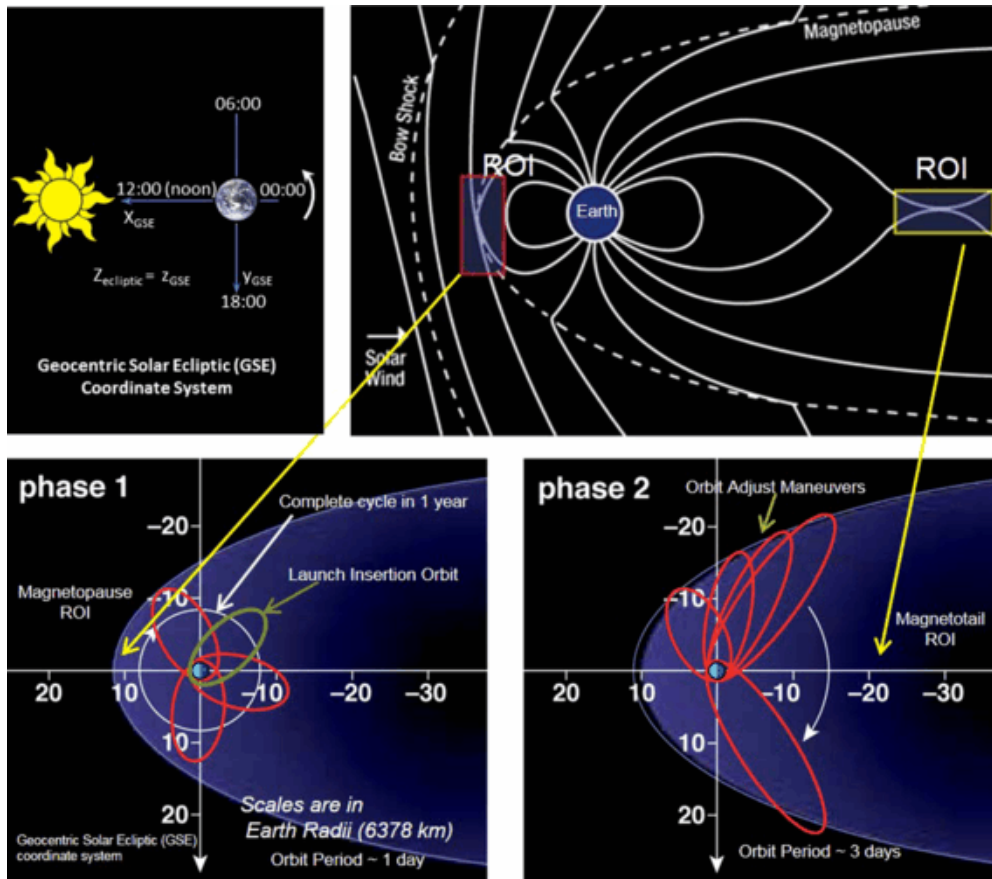 06:00
12:00 (noon)
00:00
X_GSE
Z_ecliptic = z_GSE
y_GSE
18:00
Geocentric Solar Ecliptic (GSE)
Coordinate System
Magnetopause
Bow Shock
ROI
ROI
Earth
Solar
Wind
phase 1
Complete cycle in 1 year
-20
Launch Insertion Orbit
Magnetopause
ROI
-10
20
10
-10
-20
-30
10
20
Scales are in
Earth Radii (6378 km)
Geocentric Solar Ecliptic (GSE)
coordinate system
Orbit Period ~ 1 day
phase 2
Orbit Adjust Maneuvers
-20
-10
Magnetotail
ROI
20
10
-10
-20
-30
10
20
Orbit Period ~ 3 days